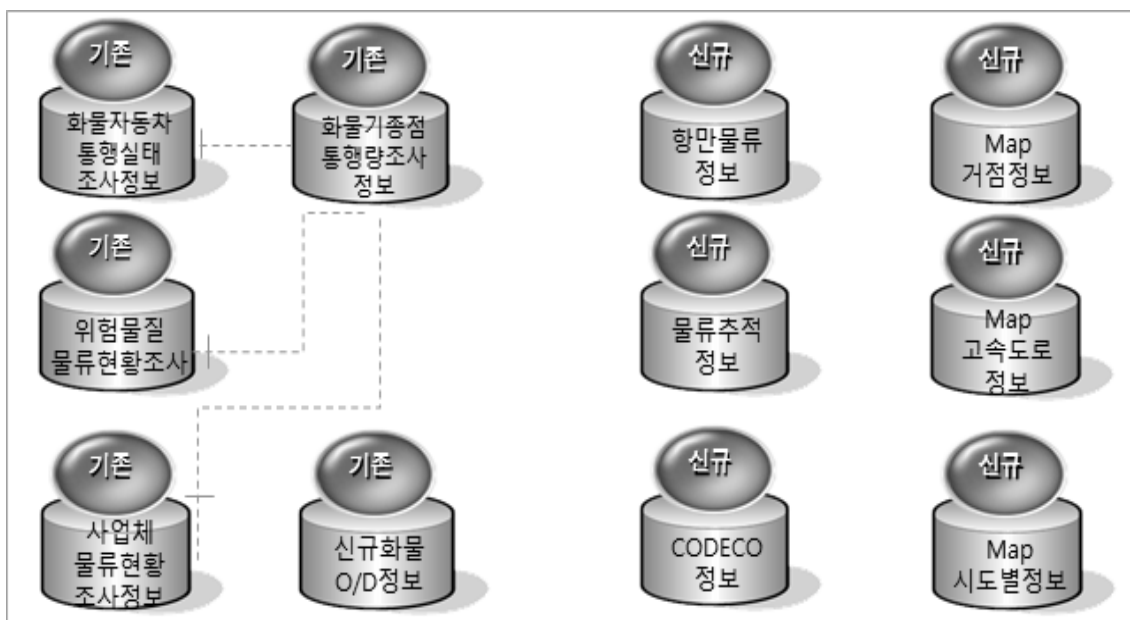 기존
화물자동차
통행실태
조사정보
기존
화물기종점
통행량조사
정보
신규
항만물류
정보
신규
Map
거점정보
기존
위험물질
물류현황조사
신규
물류추적
정보
신규
Map
고속도로
정보
기존
사업체
물류현황
조사정보
기존
신규화물
O/D정보
신규
CODECO
정보
신규
Map
시도별정보